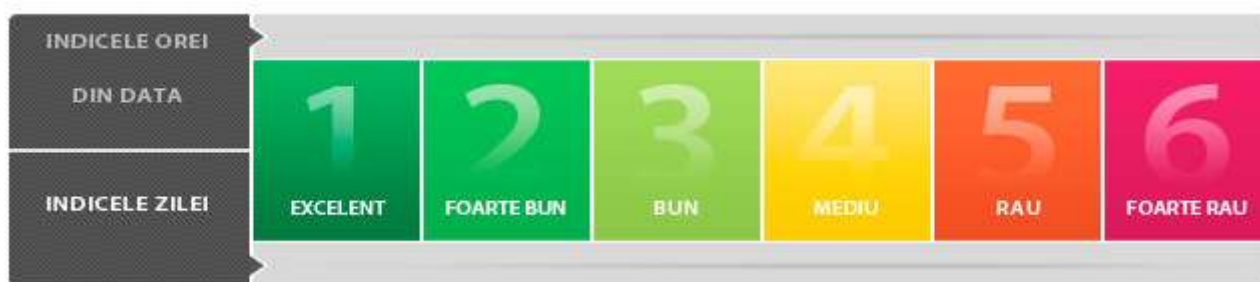 INDICELE OREI
DIN DATA
INDICELE ZILEI
1
EXCELENT
2
FOARTE BUN
3
BUN
4
MEDIU
5
RAU
6
FOARTE RAU